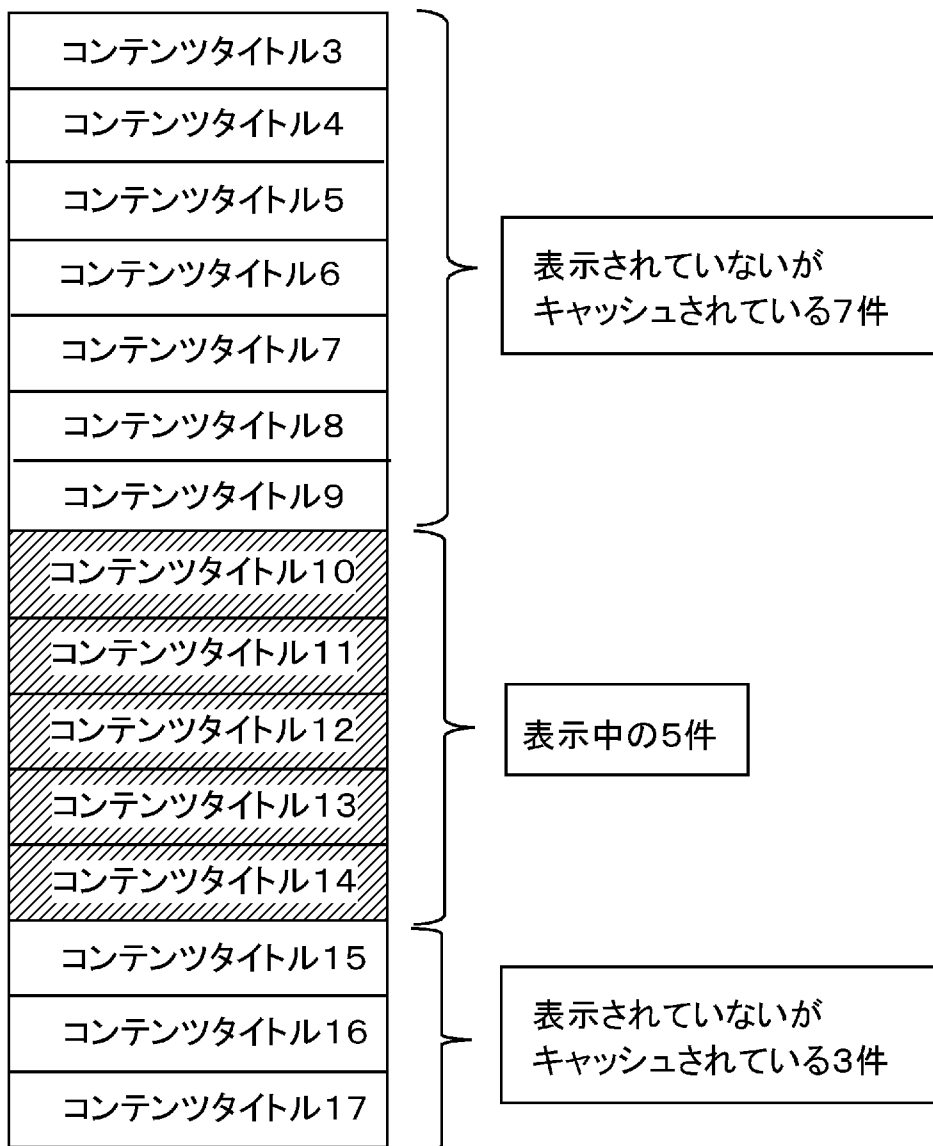 コンテンツタイトル3
コンテンツタイトル4
コンテンツタイトル5
コンテンツタイトル6
コンテンツタイトル7
コンテンツタイトル8
コンテンツタイトル9
表示されていないが
キャッシュされている7件
コンテンツタイトル10
コンテンツタイトル11
コンテンツタイトル12
コンテンツタイトル13
コンテンツタイトル14
表示中の5件
コンテンツタイトル15
コンテンツタイトル16
コンテンツタイトル17
表示されていないが
キャッシュされている3件